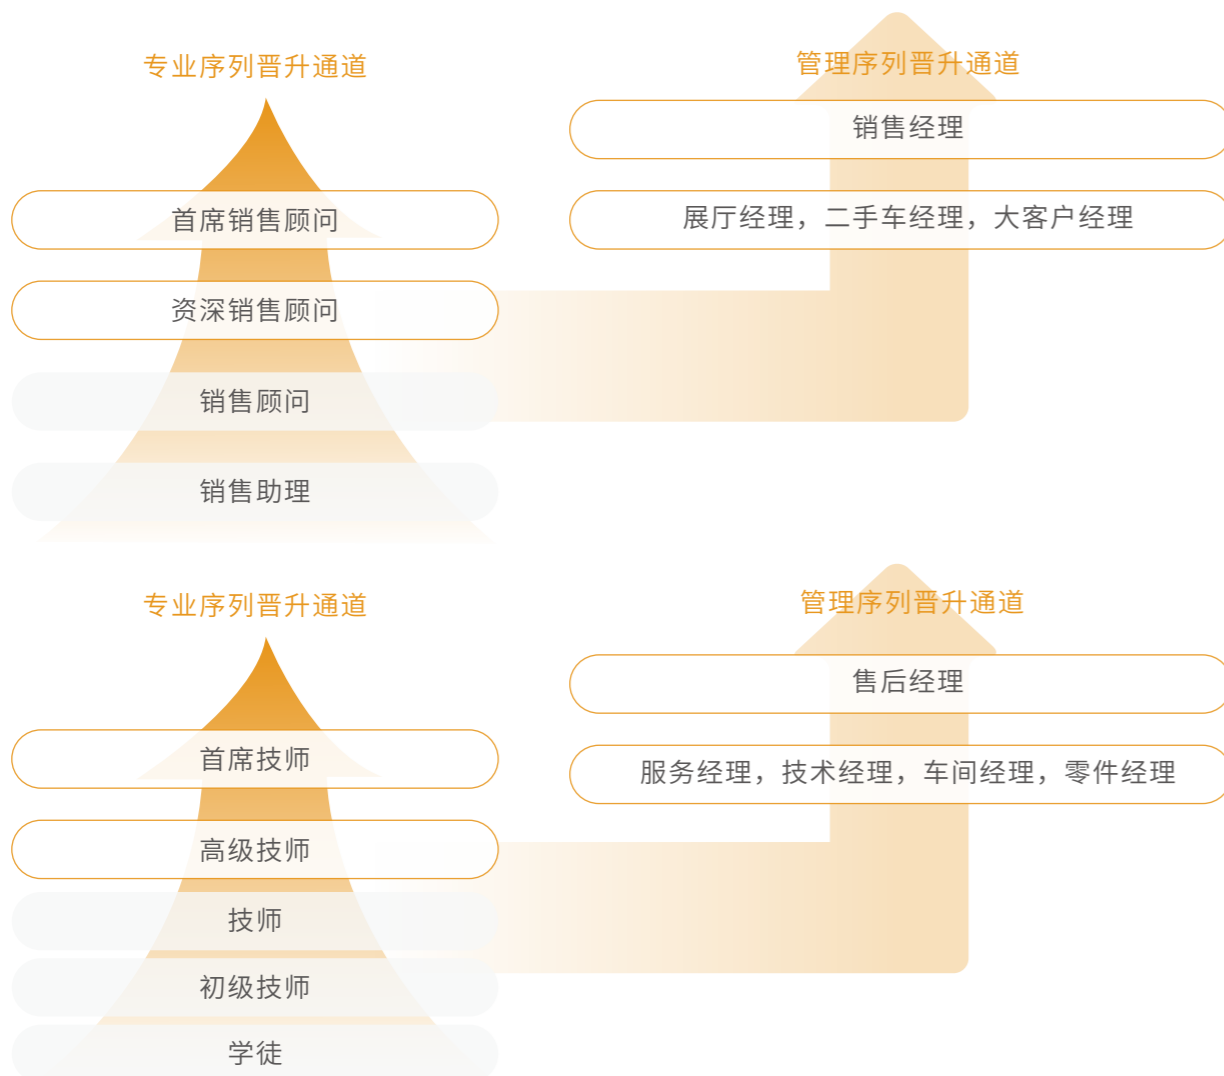 专业序列晋升通道
首席销售顾问
资深销售顾问
销售顾问
销售助理
管理序列晋升通道
销售经理
展厅经理，二手车经理，大客户经理
专业序列晋升通道
首席技师
高级技师
技师
初级技师
学徒
管理序列晋升通道
售后经理
服务经理，技术经理，车间经理，零件经理